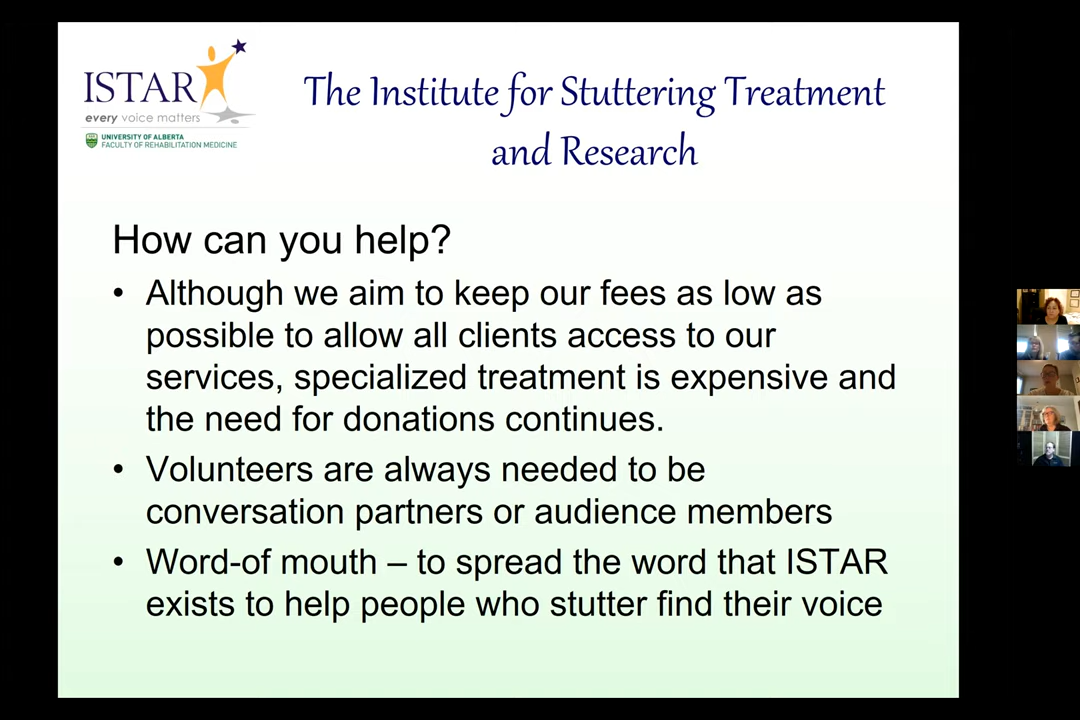 ISTAR
every voice matters
UNIVERSITY OF ALBERTA
FACULTY OF REHABILITATION MEDICINE
The Institute for Stuttering Treatment
and Research
How can you help?
• Although we aim to keep our fees as low as
possible to allow all clients access to our
services, specialized treatment is expensive and
the need for donations continues.
• Volunteers are always needed to be
conversation partners or audience members
• Word-of mouth – to spread the word that ISTAR
exists to help people who stutter find their voice